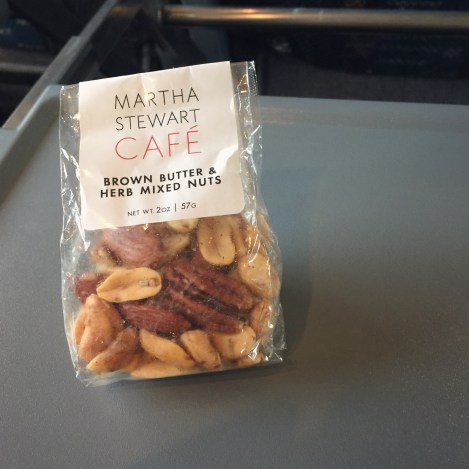 MARTHA
STEWART
CAFÉ
BROWN BUTTER &
HERB MIXED NUTS
NET WT. 2OZ | 57G